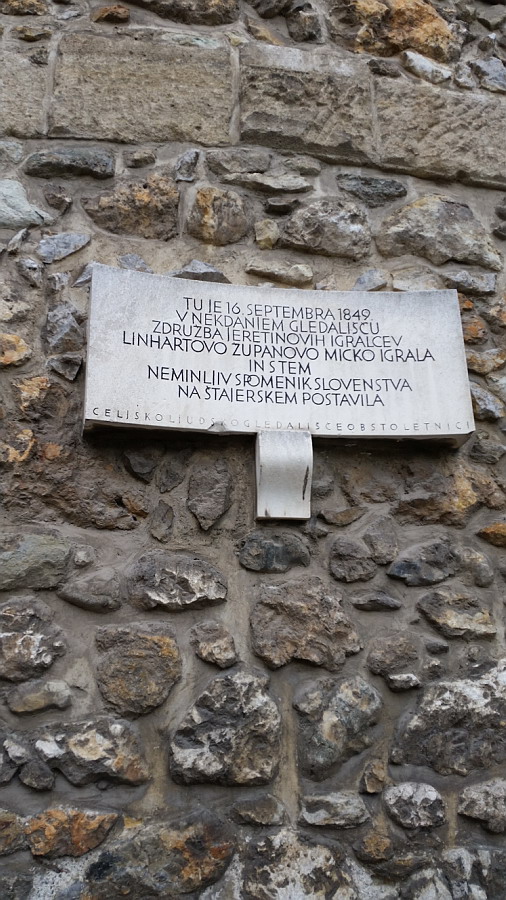 TU JE 16. SEPTEMBRA 1849.
V NEKDANJEM GLEDALIŠČU
ZDRUŽBA JERETINOVIH IGRALCEV
LINHARTOVO ŽUPANOVO MICKO IGRALA
IN S TEM
NEMINLJIV SPOMENIK SLOVENSTVA
NA ŠTAJERSKEM POSTAVILA
CELJSKO LJUDSKO GLEDALIŠČE OB STOLETNICI